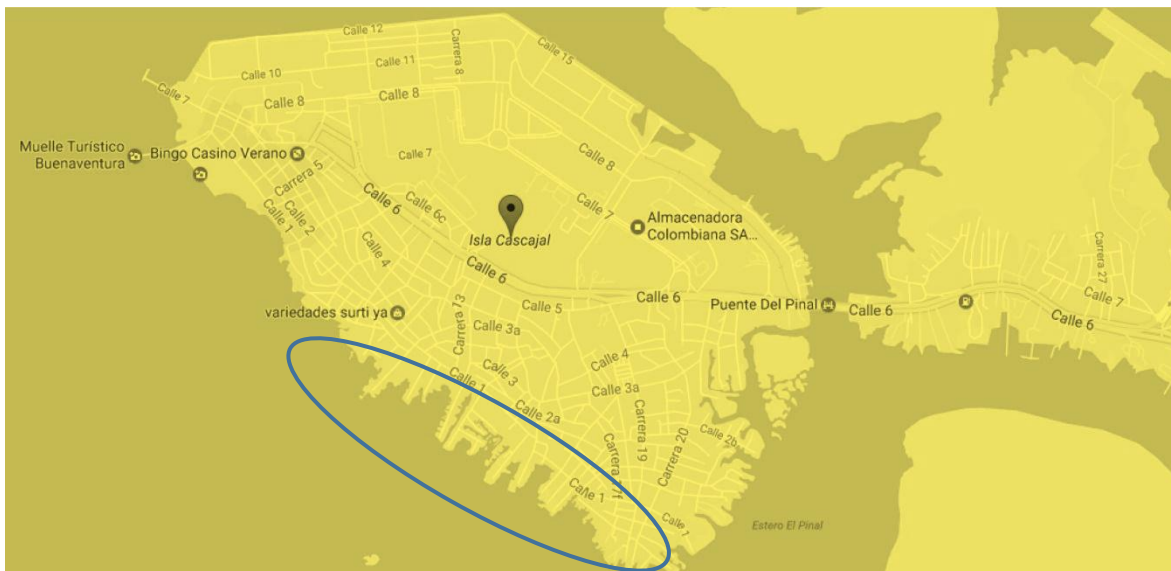 Calle 12
Calle 15
Carrera 8
Calle 11
Calle 10
Calle 7
Calle 8
Calle 8
Muelle Turístico
Buenaventura
Bingo Casino Verano
Calle 7
Calle 8
Carrera 5
Calle 6
Calle 6c
Calle 7
Calle 1
Calle 2
Isla Cascajal
Almacenadora
Colombiana SA...
Calle 4
Calle 6
Carrera 27
variedades surti ya
Carrera 73
Calle 5
Calle 6
Puente Del Pinal
Calle 6
Calle 7
Calle 6
Calle 3a
Calle 4
Calle 3
Calle 1
Calle 3a
Calle 2a
Carrera 19
Carrera 20
Calle 2b
Carrera 17f
Calle 1
Calle 1
Estero El Pinal